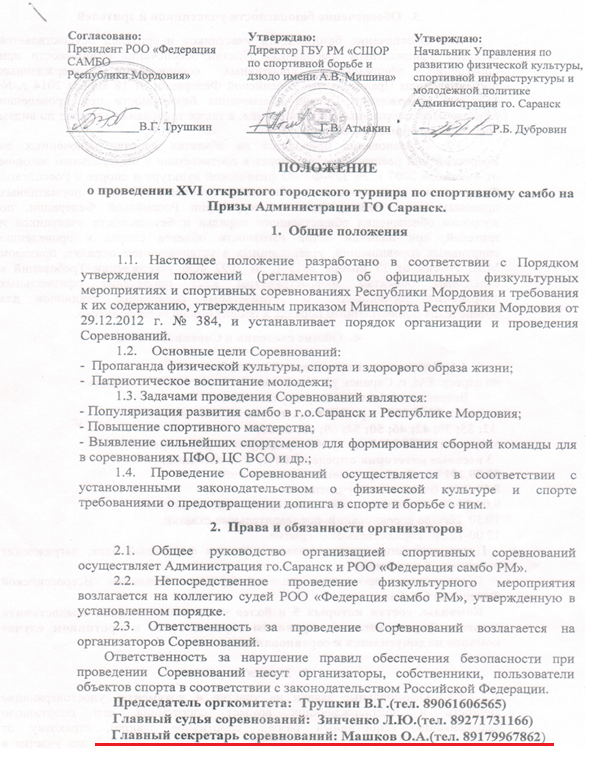 Согласовано:
Президент РОО «Федерация
САМБО
Республики Мордовия»
В.Г. Трушкин
Утверждаю:
Директор ГБУ РМ «СШОР
по спортивной борьбе и
дзюдо имени А.В. Мишина»
Г.В. Атмакин
Утверждаю:
Начальник Управления по
развитию физической культуры,
спортивной инфраструктуры и
молодежной политике
Администрации го. Саранск
Р.Б. Дубровин
ПОЛОЖЕНИЕ
о проведении XVI открытого городского турнира по спортивному самбо на
Призы Администрации ГО Саранск.
1. Общие положения
1.1. Настоящее положение разработано в соответствии с Порядком
утверждения положений (регламентов) об официальных физкультурных
мероприятиях и спортивных соревнованиях Республики Мордовия и требования
к их содержанию, утвержденным приказом Минспорта Республики Мордовия от
29.12.2012 г. № 384, и устанавливает порядок организации и проведения
Соревнований.
1.2. Основные цели Соревнований:
- Пропаганда физической культуры, спорта и здорового образа жизни;
- Патриотическое воспитание молодежи;
1.3. Задачами проведения Соревнований являются:
- Популяризация развития самбо в г.о.Саранск и Республике Мордовия;
- Повышение спортивного мастерства;
- Выявление сильнейших спортсменов для формирования сборной команды для
в соревнованиях ПФО, ЦС ВСО и др.;
1.4. Проведение Соревнований осуществляется в соответствии с
установленными законодательством о физической культуре и спорте
требованиями о предотвращении допинга в спорте и борьбе с ним.
2. Права и обязанности организаторов
2.1. Общее руководство организацией спортивных соревнований
осуществляет Администрация го.Саранск и РОО «Федерация самбо РМ».
2.2. Непосредственное проведение физкультурного мероприятия
возлагается на коллегию судей РОО «Федерация самбо РМ», утвержденную в
установленном порядке.
2.3. Ответственность за проведение Соревнований возлагается на
организаторов Соревнований.
Ответственность за нарушение правил обеспечения безопасности при
проведении Соревнований несут организаторы, собственники, пользователи
объектов спорта в соответствии с законодательством Российской Федерации.
Председатель оргкомитета: Трушкин В.Г.(тел. 89061606565)
Главный судья соревнований: Зинченко Л.Ю.(тел. 89271731166)
Главный секретарь соревнований: Машков О.А.(тел. 89179967862)